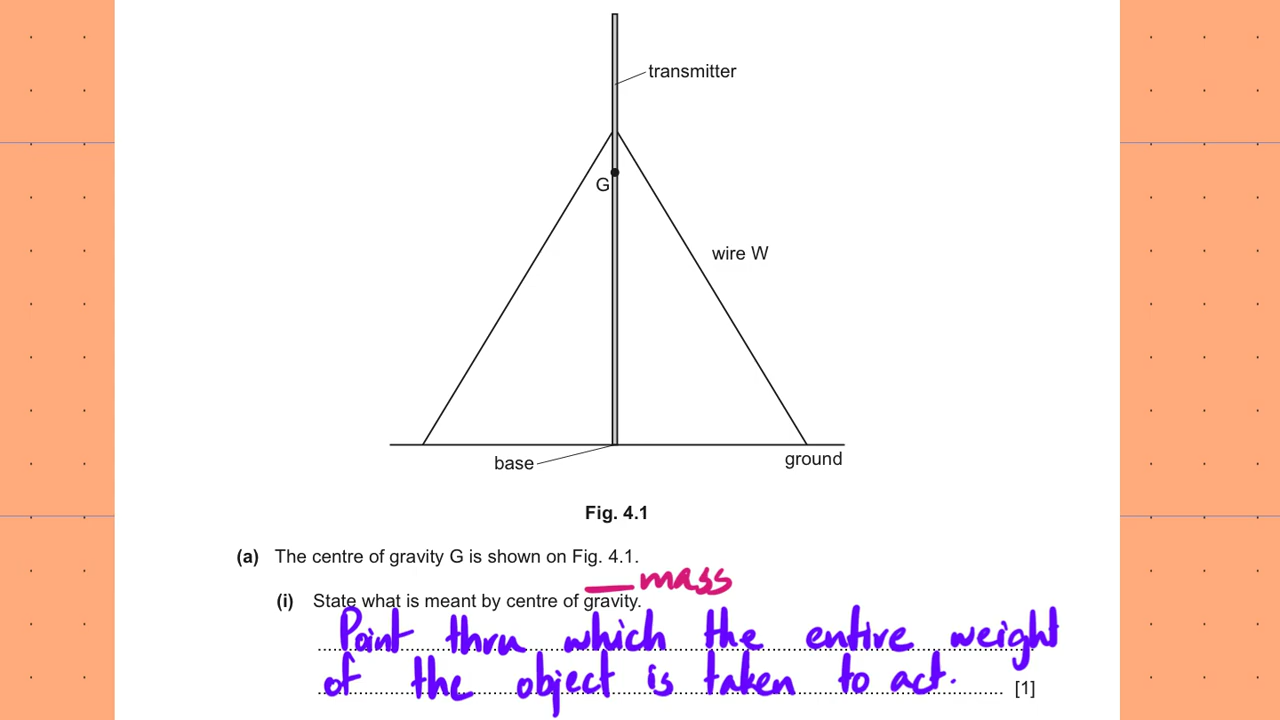 transmitter
G
wire W
base
ground
Fig. 4.1
(a) The centre of gravity G is shown on Fig. 4.1.
mass
(i) State what is meant by centre of gravity.
Point thru which the entire weight
of the object is taken to act.
[1]